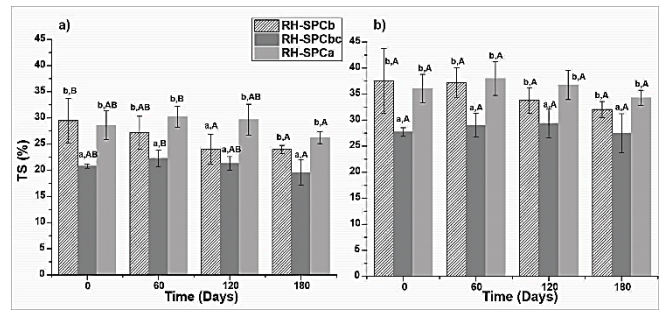 a)
RH-SPCb
RH-SPCbc
RH-SPCa
TS (%)
45
40
35
30
25
20
15
10
5
0
b,B
a,AB
b,AB
b,AB
a,B
b,B
a,A
a,AB
b,AB
b,A
a,A
b,A
0 60 120 180
Time (Days)
b)
45
40
35
30
25
20
15
10
5
0
b,A
a,A
b,A
b,A
a,A
b,A
b,A
a,A
b,A
b,A
a,A
b,A
0 60 120 180
Time (Days)